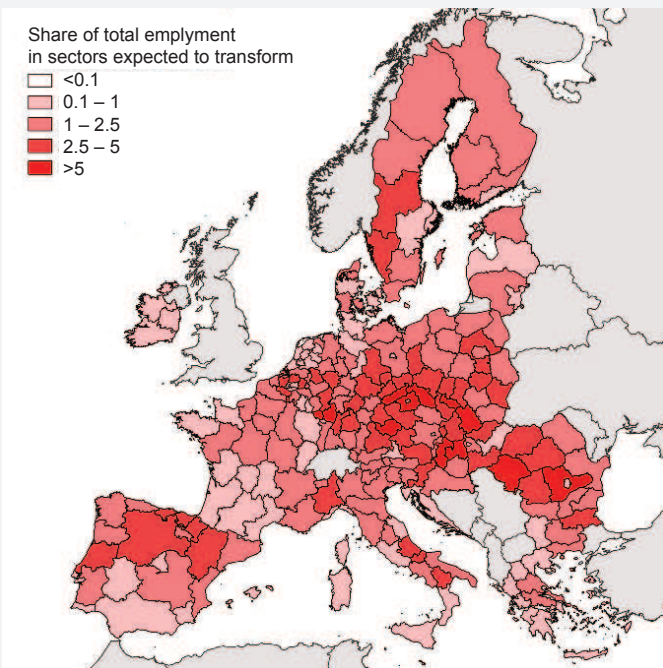 Share of total emplyment
in sectors expected to transform
<0.1
0.1 – 1
1 – 2.5
2.5 – 5
>5